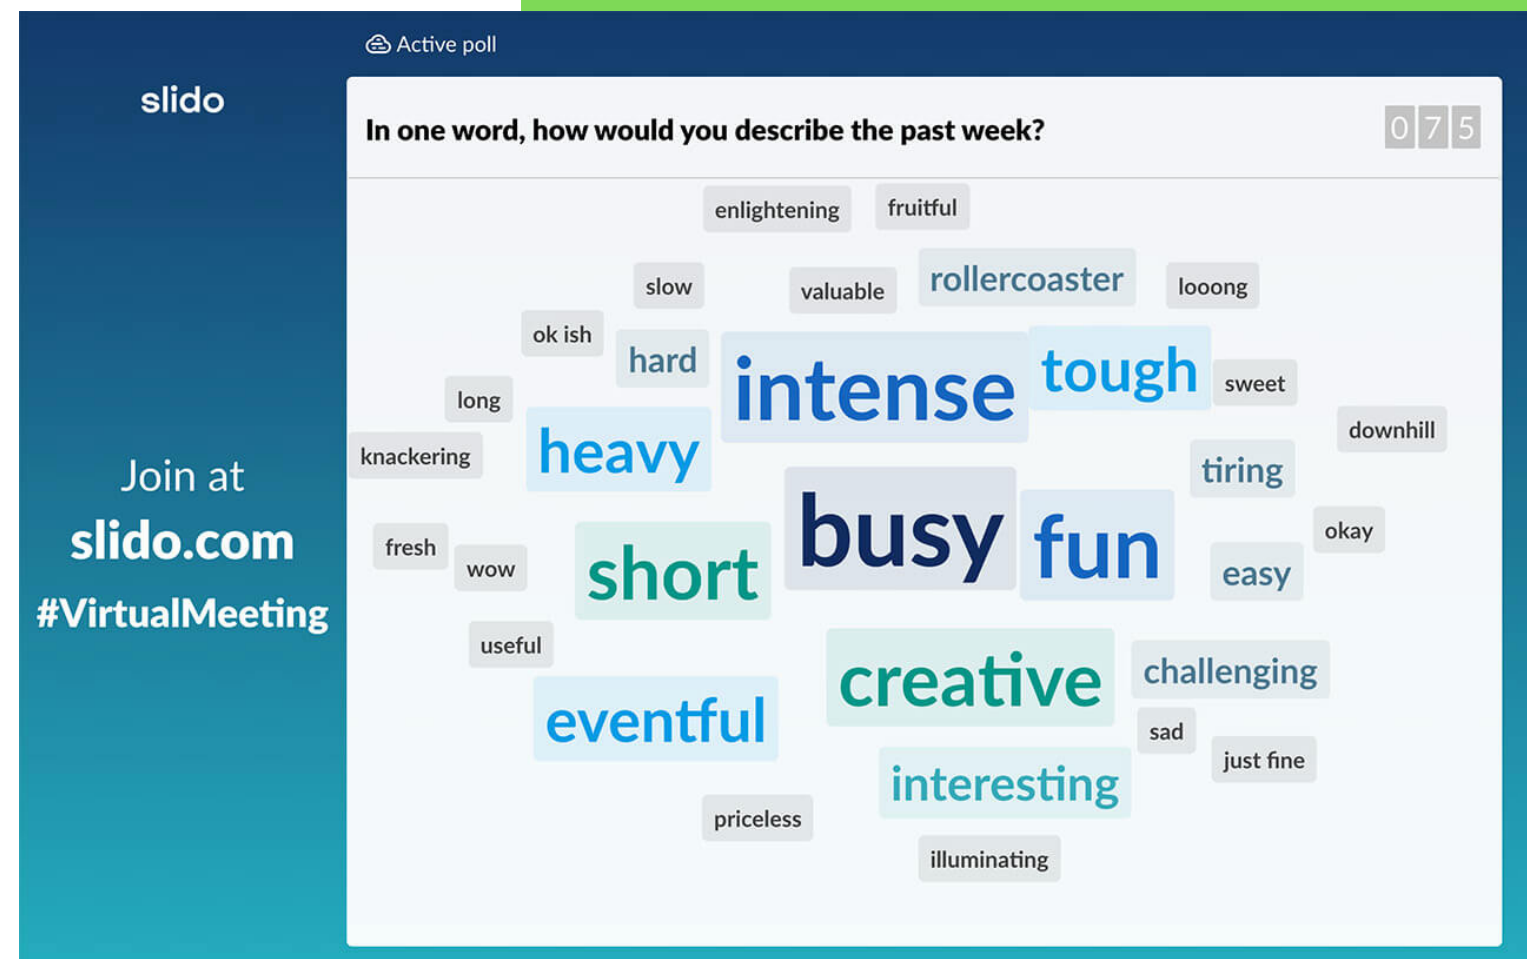 Active poll
slido
In one word, how would you describe the past week?
075
enlightening
fruitful
slow
valuable
rollercoaster
looong
ok ish
hard
intense
tough
sweet
long
heavy
downhill
knackering
tiring
Join at
slido.com
#VirtualMeeting
busy
fun
okay
fresh
wow
short
easy
useful
creative
challenging
eventful
sad
just fine
interesting
priceless
illuminating